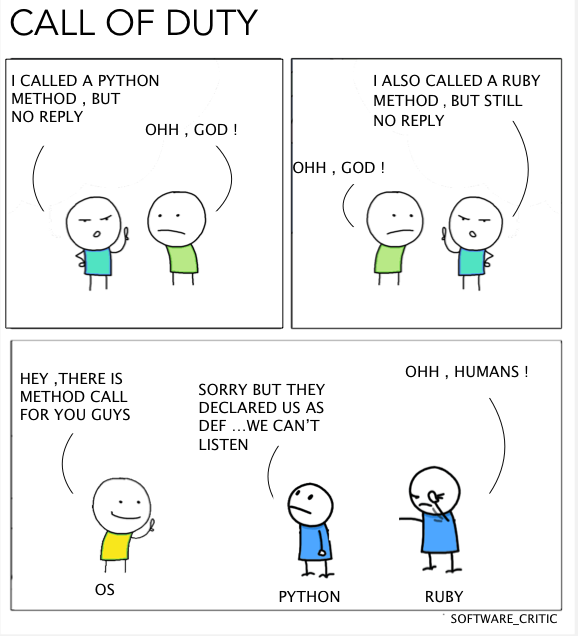 CALL OF DUTY
I CALLED A PYTHON
METHOD , BUT
NO REPLY
OHH , GOD !
I ALSO CALLED A RUBY
METHOD , BUT STILL
NO REPLY
OHH , GOD !
HEY ,THERE IS
METHOD CALL
FOR YOU GUYS
SORRY BUT THEY
DECLARED US AS
DEF ...WE CAN'T
LISTEN
OHH , HUMANS !
OS
PYTHON
RUBY
SOFTWARE_CRITIC